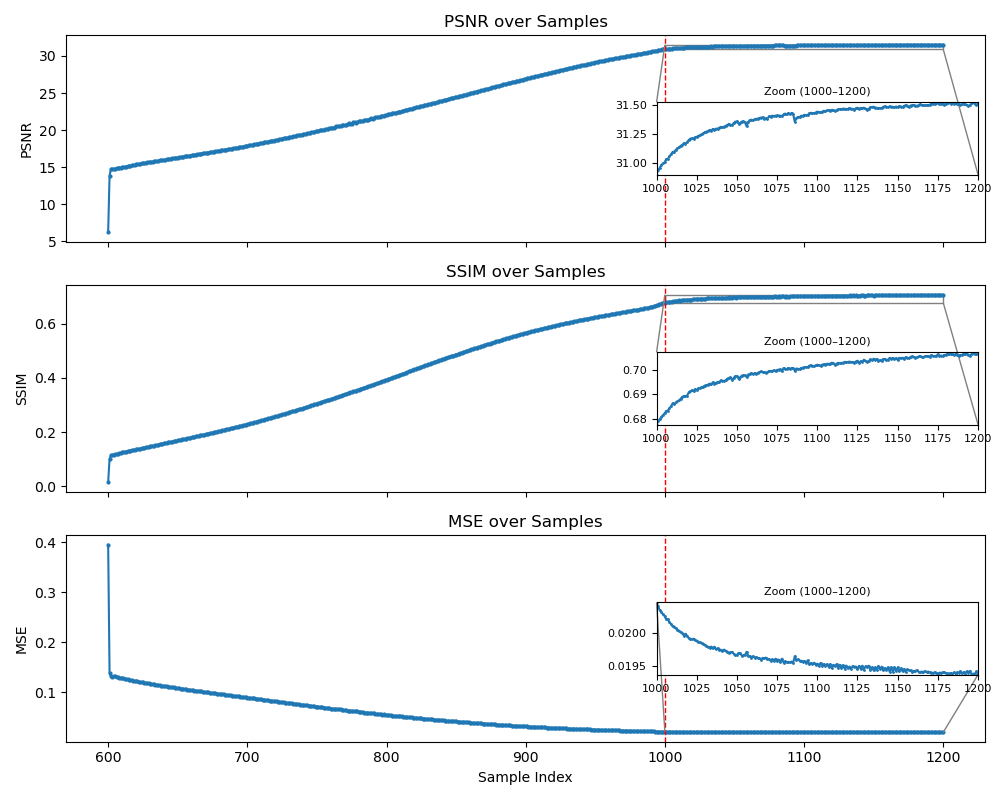 PSNR over Samples
30
25
20
15
10
5
PSNR
Zoom (1000–1200)
31.50
31.25
31.00
1000 1025 1050 1075 1100 1125 1150 1175 1200
SSIM over Samples
0.6
0.4
0.2
0.0
SSIM
Zoom (1000–1200)
0.70
0.69
0.68
1000 1025 1050 1075 1100 1125 1150 1175 1200
MSE over Samples
0.4
0.3
0.2
0.1
MSE
Zoom (1000–1200)
0.0200
0.0195
1000 1025 1050 1075 1100 1125 1150 1175 1200
600 700 800 900 1000 1100 1200
Sample Index